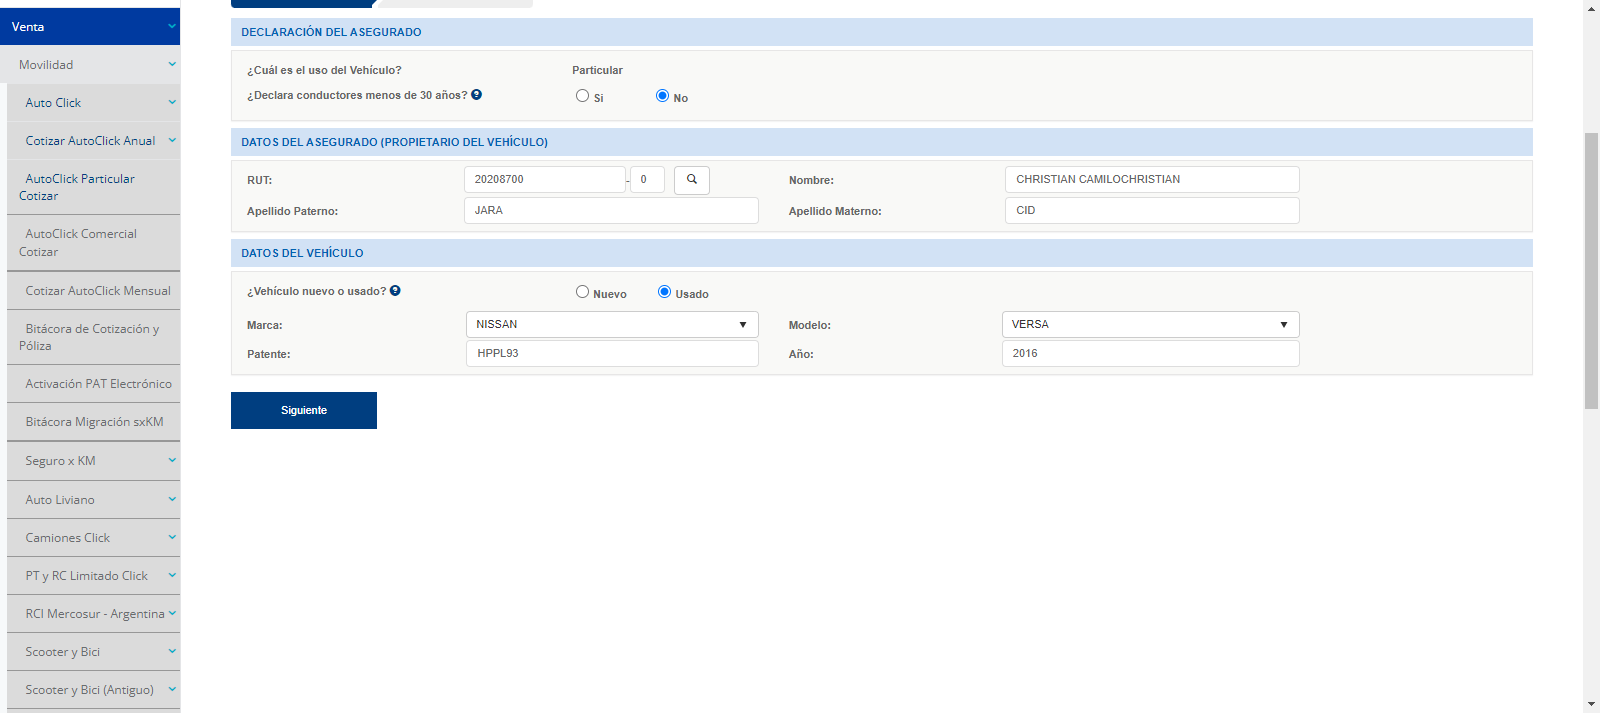 Venta
Movilidad
Auto Click
Cotizar AutoClick Anual
AutoClick Particular
Cotizar
AutoClick Comercial
Cotizar
Cotizar AutoClick Mensual
Bitácora de Cotización y
Póliza
Activación PAT Electrónico
Bitácora Migración sxKM
Seguro x KM
Auto Liviano
Camiones Click
PT y RC Limitado Click
RCI Mercosur - Argentina
Scooter y Bici
Scooter y Bici (Antiguo)
DECLARACIÓN DEL ASEGURADO
¿Cuál es el uso del Vehículo? Particular
¿Declara conductores menos de 30 años? Si No
DATOS DEL ASEGURADO (PROPIETARIO DEL VEHÍCULO)
RUT: 20208700 - 0 Nombre: CHRISTIAN CAMILOCHRISTIAN
Apellido Paterno: JARA Apellido Materno: CID
DATOS DEL VEHÍCULO
¿Vehículo nuevo o usado? Nuevo Usado
Marca: NISSAN Modelo: VERSA
Patente: HPPL93 Año: 2016
Siguiente